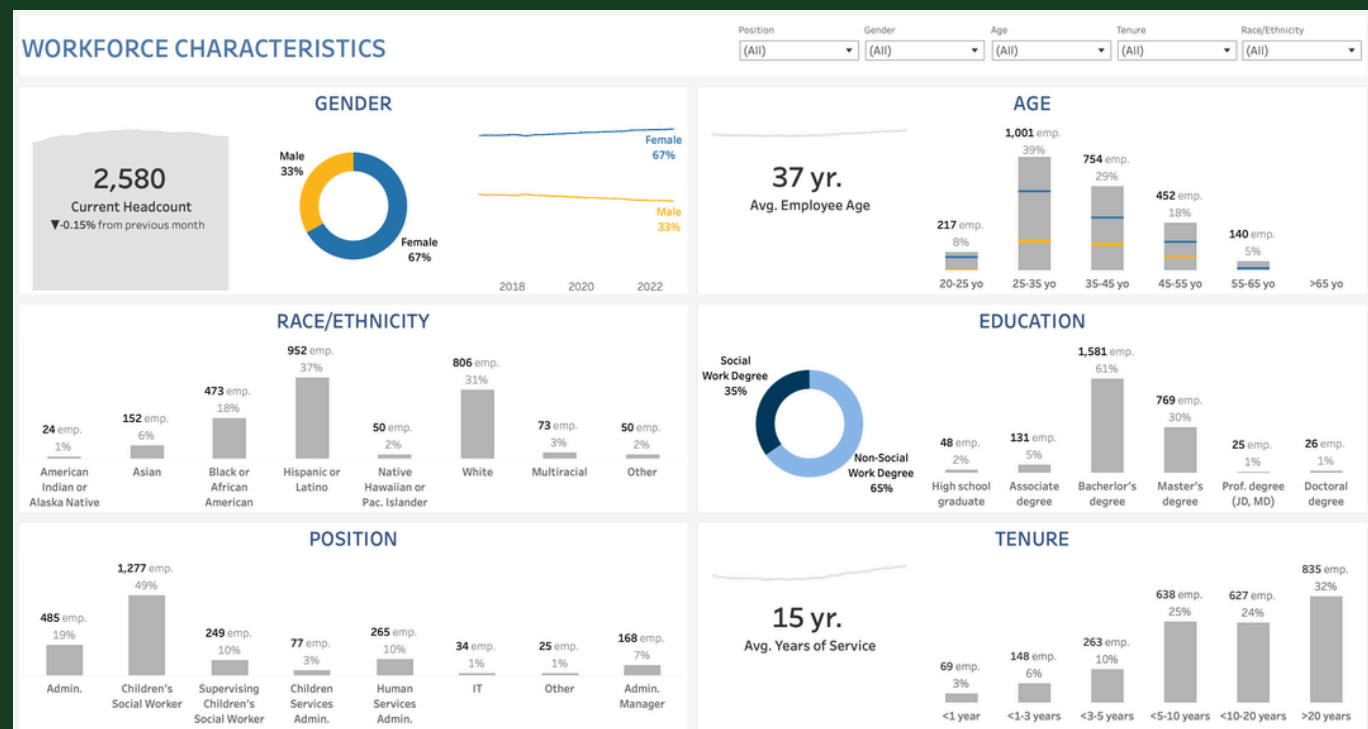 WORKFORCE CHARACTERISTICS
Position
(All)
Gender
(All)
Age
(All)
Tenure
(All)
Race/Ethnicity
(All)
GENDER
2,580
Current Headcount
▼-0.15% from previous month
Male
33%
Female
67%
Female
67%
Male
33%
2018
2020
2022
AGE
37 yr.
Avg. Employee Age
217 emp.
8%
20-25 yo
1,001 emp.
39%
25-35 yo
754 emp.
29%
35-45 yo
452 emp.
18%
45-55 yo
140 emp.
5%
55-65 yo
>65 yo
RACE/ETHNICITY
24 emp.
1%
American
Indian or
Alaska Native
152 emp.
6%
Asian
473 emp.
18%
Black or
African
American
952 emp.
37%
Hispanic or
Latino
50 emp.
2%
Native
Hawaiian or
Pac. Islander
806 emp.
31%
White
73 emp.
3%
Multiracial
50 emp.
2%
Other
EDUCATION
Social
Work Degree
35%
Non-Social
Work Degree
65%
48 emp.
2%
High school
graduate
131 emp.
5%
Associate
degree
1,581 emp.
61%
Bacherlor's
degree
769 emp.
30%
Master's
degree
25 emp.
1%
Prof. degree
(JD, MD)
26 emp.
1%
Doctoral
degree
POSITION
485 emp.
19%
Admin.
1,277 emp.
49%
Children's
Social Worker
249 emp.
10%
Supervising
Children's
Social Worker
77 emp.
3%
Children
Services
Admin.
265 emp.
10%
Human
Services
Admin.
34 emp.
1%
IT
25 emp.
1%
Other
168 emp.
7%
Admin.
Manager
TENURE
15 yr.
Avg. Years of Service
69 emp.
3%
<1 year
148 emp.
6%
<1-3 years
263 emp.
10%
<3-5 years
638 emp.
25%
<5-10 years
627 emp.
24%
<10-20 years
835 emp.
32%
>20 years